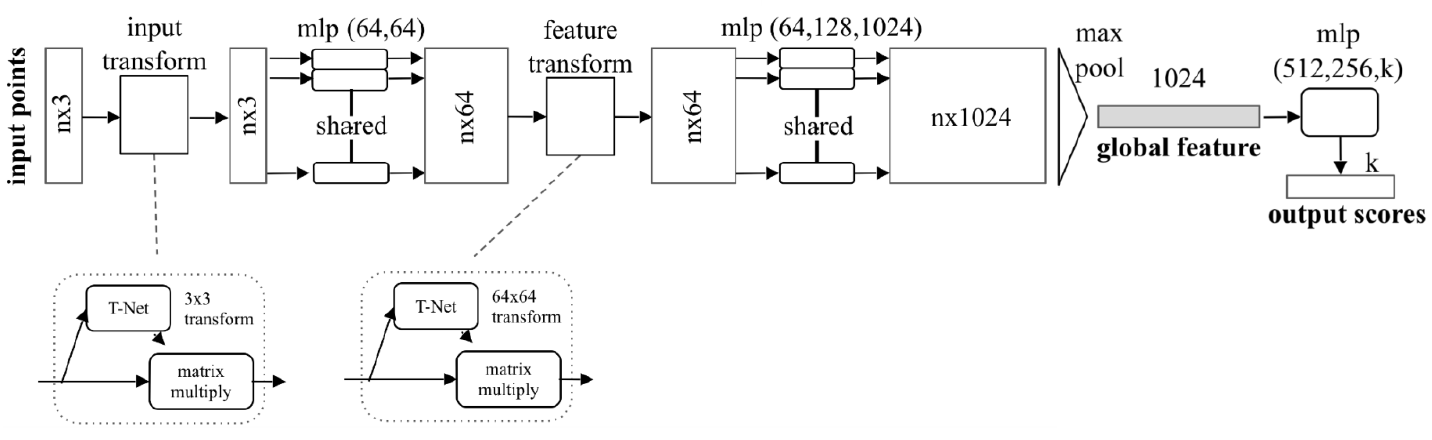 input points
nx3
input
transform
nx3
mlp (64,64)
shared
nx64
feature
transform
nx64
mlp (64,128,1024)
shared
nx1024
max
pool
1024
global feature
mlp
(512,256,k)
k
output scores
T-Net
3x3
transform
matrix
multiply
T-Net
64x64
transform
matrix
multiply